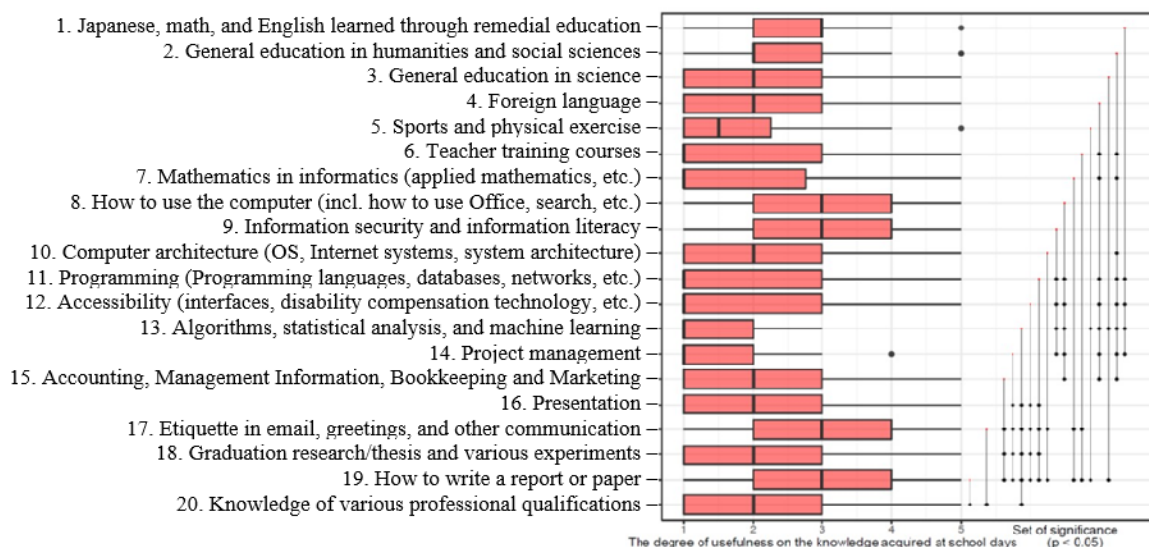 1. Japanese, math, and English learned through remedial education
2. General education in humanities and social sciences
3. General education in science
4. Foreign language
5. Sports and physical exercise
6. Teacher training courses
7. Mathematics in informatics (applied mathematics, etc.)
8. How to use the computer (incl. how to use Office, search, etc.)
9. Information security and information literacy
10. Computer architecture (OS, Internet systems, system architecture)
11. Programming (Programming languages, databases, networks, etc.)
12. Accessibility (interfaces, disability compensation technology, etc.)
13. Algorithms, statistical analysis, and machine learning
14. Project management
15. Accounting, Management Information, Bookkeeping and Marketing
16. Presentation
17. Etiquette in email, greetings, and other communication
18. Graduation research/thesis and various experiments
19. How to write a report or paper
20. Knowledge of various professional qualifications
1 2 3 4 5
The degree of usefulness on the knowledge acquired at school days
Set of significance
(p < 0.05)